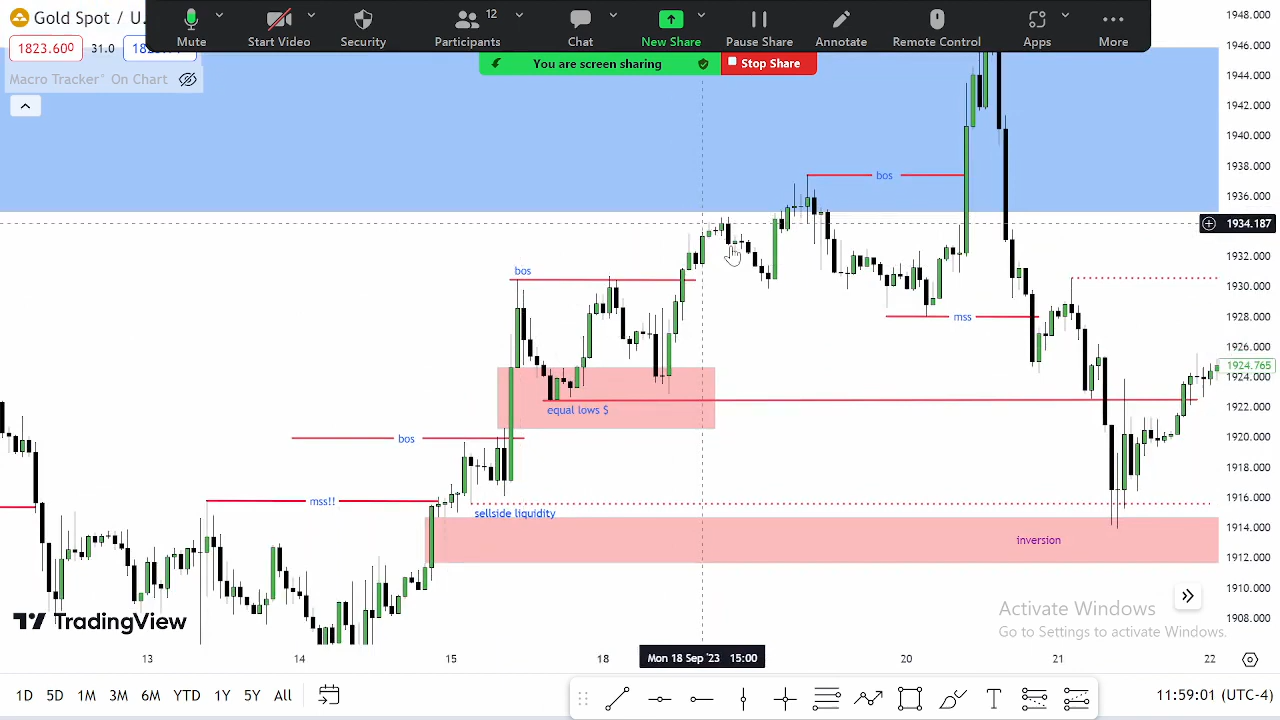 Gold Spot / U.
12
Mute
Start Video
Security
Participants
Chat
New Share
Pause Share
Annotate
Remote Control
Apps
More
1823.600
31.0
You are screen sharing
Stop Share
Macro Tracker° On Chart
1948.000
1946.000
1944.000
1942.000
1940.000
1938.000
1936.000
1934.187
1932.000
1930.000
1928.000
1926.000
1924.765
1924.000
1922.000
1920.000
1918.000
1916.000
1914.000
1912.000
1910.000
1908.000
bos
bos
mss
equal lows $
bos
mss!!
sellside liquidity
inversion
TradingView
Activate Windows
Go to Settings to activate Windows.
13
14
15
18
Mon 18 Sep '23 15:00
20
21
22
1D 5D 1M 3M 6M YTD 1Y 5Y All
11:59:01 (UTC-4)